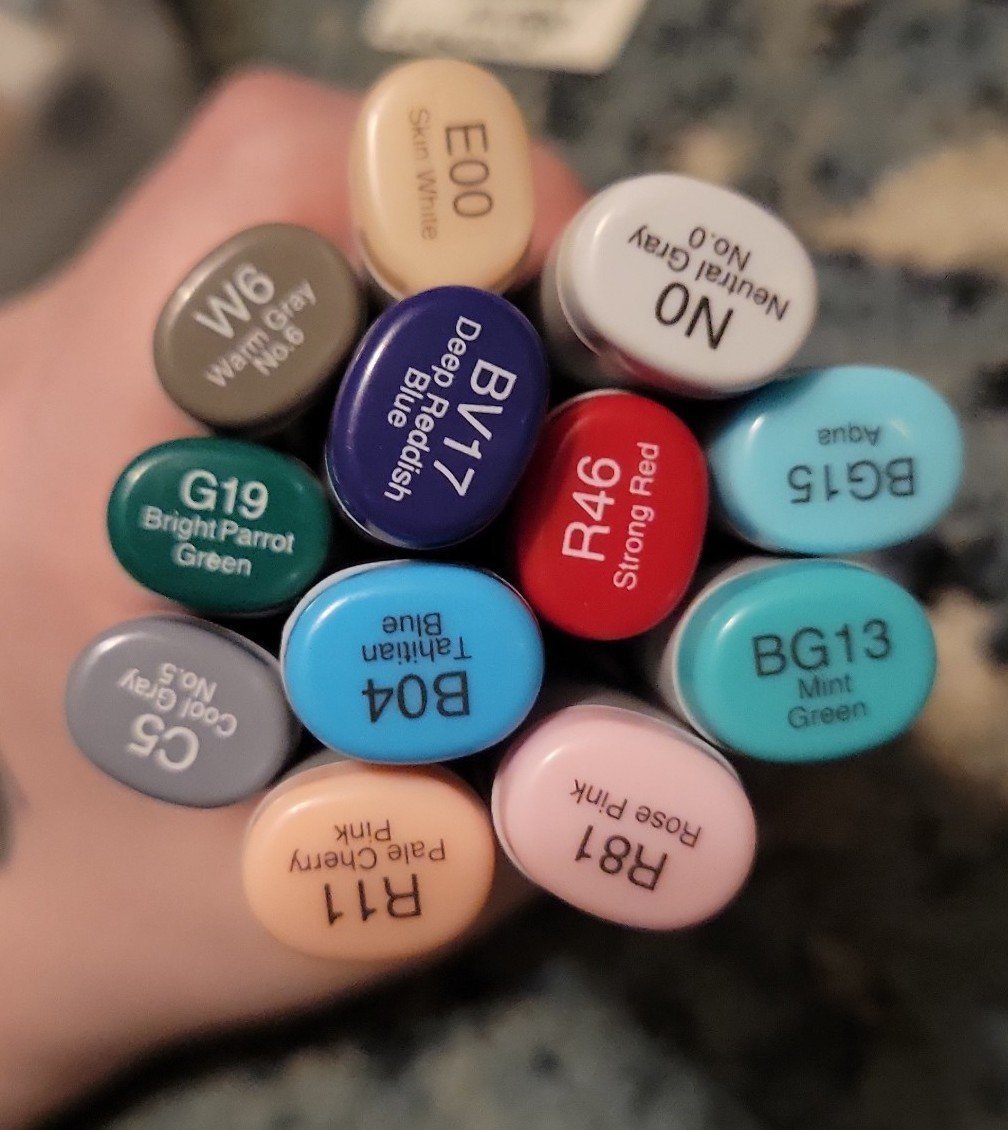 E00
Skin White
N0
Neutral Gray
No.0
W6
Warm Gray
No.6
BV17
Deep Reddish
Blue
R46
Strong Red
BG15
Aqua
G19
Bright Parrot
Green
B04
Tahitian
Blue
BG13
Mint
Green
C5
Cool Gray
No.5
R11
Pale Cherry
Pink
R81
Rose Pink